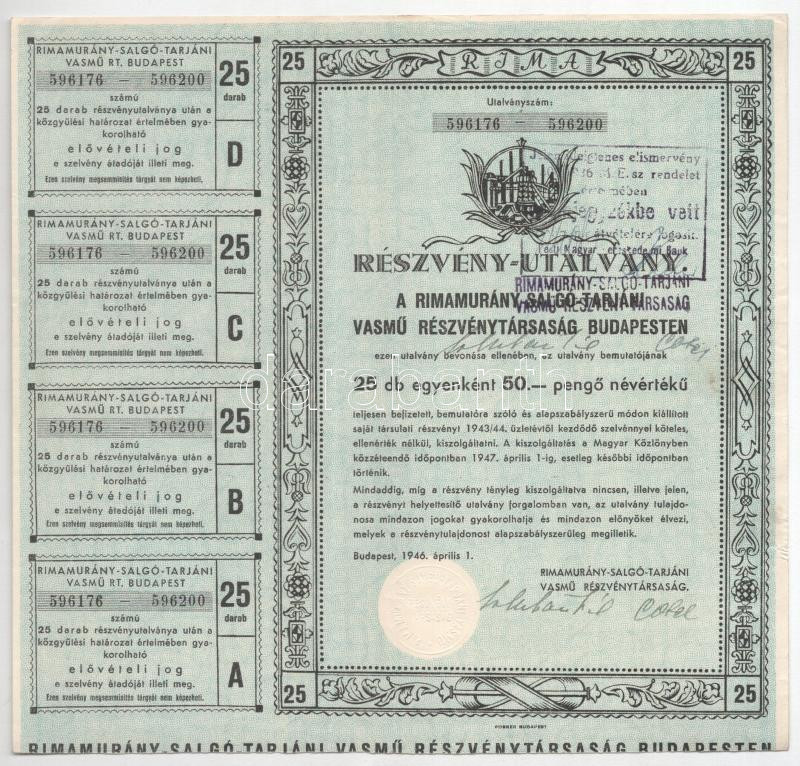 RIMAMURÁNY-SALGÓ-TARJÁNI
VASMŰ RT. BUDAPEST
596176 — 596200
számú
25 darab részvényutalványa után a
közgyűlési határozat értelmében gya-
korolható
elővételi jog
e szelvény átadóját illeti meg.
Ezen szelvény megsemmisítés tárgyát nem képezheti.
25
darab
D
RIMAMURÁNY-SALGÓ-TARJÁNI
VASMŰ RT. BUDAPEST
596176 — 596200
számú
25 darab részvényutalványa után a
közgyűlési határozat értelmében gya-
korolható
elővételi jog
e szelvény átadóját illeti meg.
Ezen szelvény megsemmisítés tárgyát nem képezheti.
25
darab
C
RIMAMURÁNY-SALGÓ-TARJÁNI
VASMŰ RT. BUDAPEST
596176 — 596200
számú
25 darab részvényutalványa után a
közgyűlési határozat értelmében gya-
korolható
elővételi jog
e szelvény átadóját illeti meg.
Ezen szelvény megsemmisítés tárgyát nem képezheti.
25
darab
B
RIMAMURÁNY-SALGÓ-TARJÁNI
VASMŰ RT. BUDAPEST
596176 — 596200
számú
25 darab részvényutalványa után a
közgyűlési határozat értelmében gya-
korolható
elővételi jog
e szelvény átadóját illeti meg.
Ezen szelvény megsemmisítés tárgyát nem képezheti.
25
darab
A
25 RIMA 25
Utalványszám:
596176 — 596200
elismervény
sz rendelet
vett
Magyar
Bank
RÉSZVÉNY-UTALVÁNY.
RIMAMURÁNY-SALGÓ-TARJÁNI
VASMŰ RÉSZVÉNYTÁRSASÁG
A RIMAMURÁNY-SALGÓ-TARJÁNI
VASMŰ RÉSZVÉNYTÁRSASÁG BUDAPESTEN
ezen utalvány bevonása ellenében, az utalvány bemutatójának
25 db egyenként 50.— pengő névértékű
teljesen befizetett, bemutatóra szóló és alapszabályszerű módon kiállított
saját társulati részvényt 1943/44. üzletévtől kezdődő szelvénnyel köteles,
ellenérték nélkül, kiszolgáltatni. A kiszolgáltatás a Magyar Közlönyben
közzéteendő időpontban 1947. április 1-ig, esetleg későbbi időpontban
történik.
Mindaddig, míg a részvény tényleg kiszolgáltatva nincsen, illetve jelen,
a részvényt helyettesítő utalvány forgalomban van, az utalvány tulajdo-
nosa mindazon jogokat gyakorolhatja és mindazon előnyöket élvezi,
melyek a részvénytulajdonost alapszabályszerűleg megilletik.
Budapest, 1946. április 1.
RIMAMURÁNY-SALGÓ-TARJÁNI
VASMŰ RÉSZVÉNYTÁRSASÁG.
25 25
POSNER BUDAPEST
RIMAMURÁNY-SALGÓ-TARJÁNI VASMŰ RÉSZVÉNYTÁRSASÁG BUDAPESTEN
darabanth